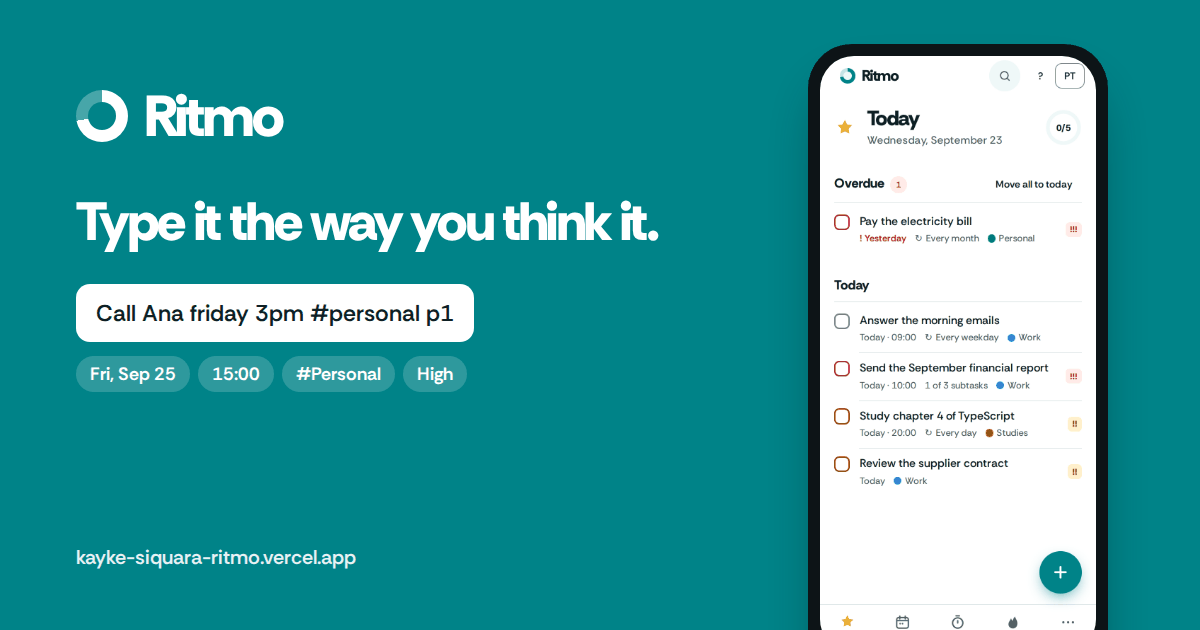 Ritmo
Type it the way you think it.
Call Ana friday 3pm #personal p1
Fri, Sep 25
15:00
#Personal
High
kayke-siquara-ritmo.vercel.app
Ritmo
?
PT
Today
Wednesday, September 23
0/5
Overdue 1
Move all to today
Pay the electricity bill
! Yesterday ↻ Every month Personal
!!!
Today
Answer the morning emails
Today · 09:00 ↻ Every weekday Work
Send the September financial report
Today · 10:00 1 of 3 subtasks Work
!!!
Study chapter 4 of TypeScript
Today · 20:00 ↻ Every day Studies
!!
Review the supplier contract
Today Work
!!